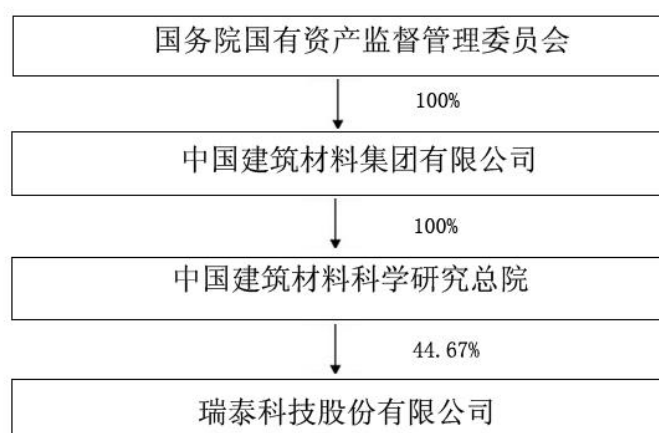 国务院国有资产监督管理委员会
100%
中国建筑材料集团有限公司
100%
中国建筑材料科学研究总院
44.67%
瑞泰科技股份有限公司